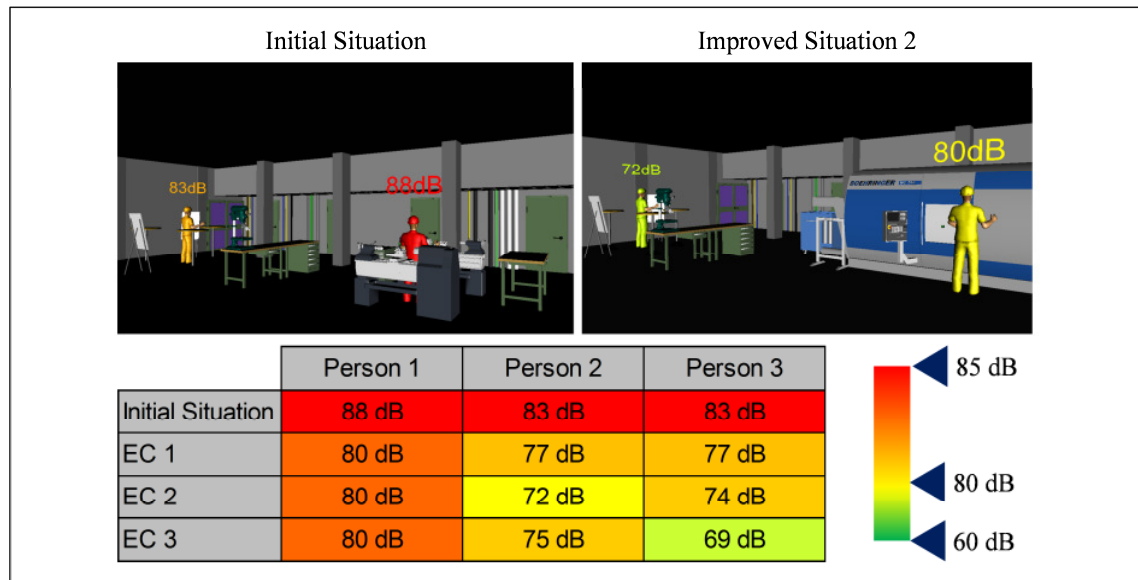 Initial Situation
Improved Situation 2
83dB
88dB
72dB
80dB
BOEHRINGER
Person 1 Person 2 Person 3
Initial Situation 88 dB 83 dB 83 dB
EC 1 80 dB 77 dB 77 dB
EC 2 80 dB 72 dB 74 dB
EC 3 80 dB 75 dB 69 dB
85 dB
80 dB
60 dB